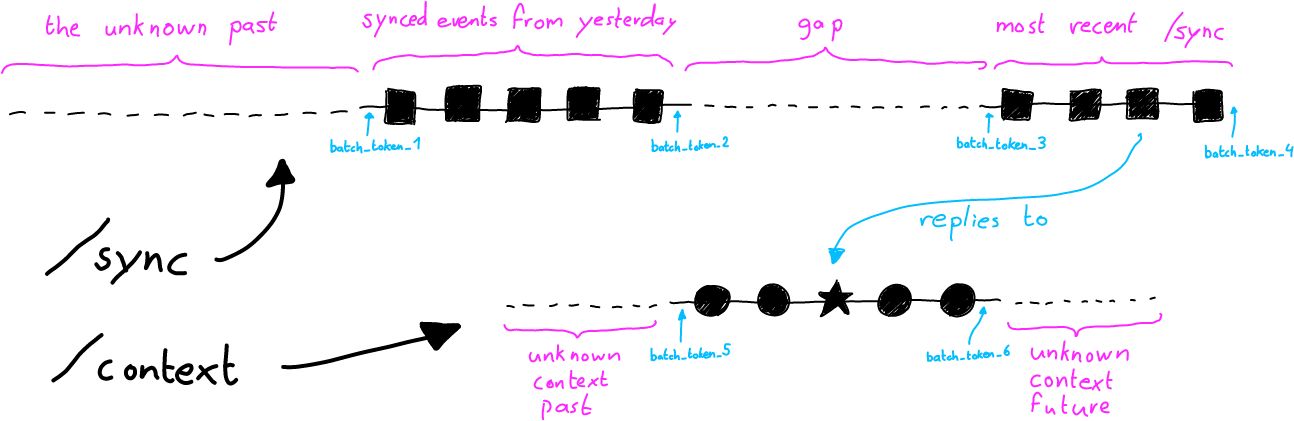 the unknown past
synced events from yesterday
gap
most recent /sync
batch_token_1
batch_token_2
batch_token_3
batch_token_4
replies to
/sync
/context
batch_token_5
batch_token_6
unknown
context
past
unknown
context
future